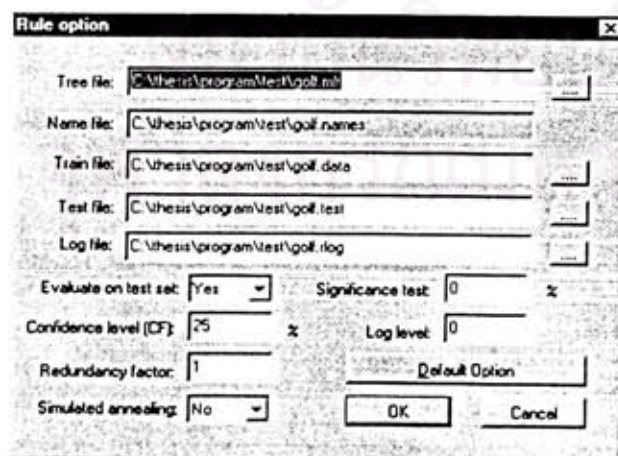 Rule option
Tree file: C:\thesis\program\test\golf.mlr ....
Name file: C:\thesis\program\test\golf.names
Train file: C:\thesis\program\test\golf.data ....
Test file: C:\thesis\program\test\golf.test ....
Log file: C:\thesis\program\test\golf.rlog ....
Evaluate on test set: Yes Significance test: 0 %
Confidence level (CF): 25 % Log level: 0
Redundancy factor: 1 Default Option
Simulated annealing: No OK Cancel